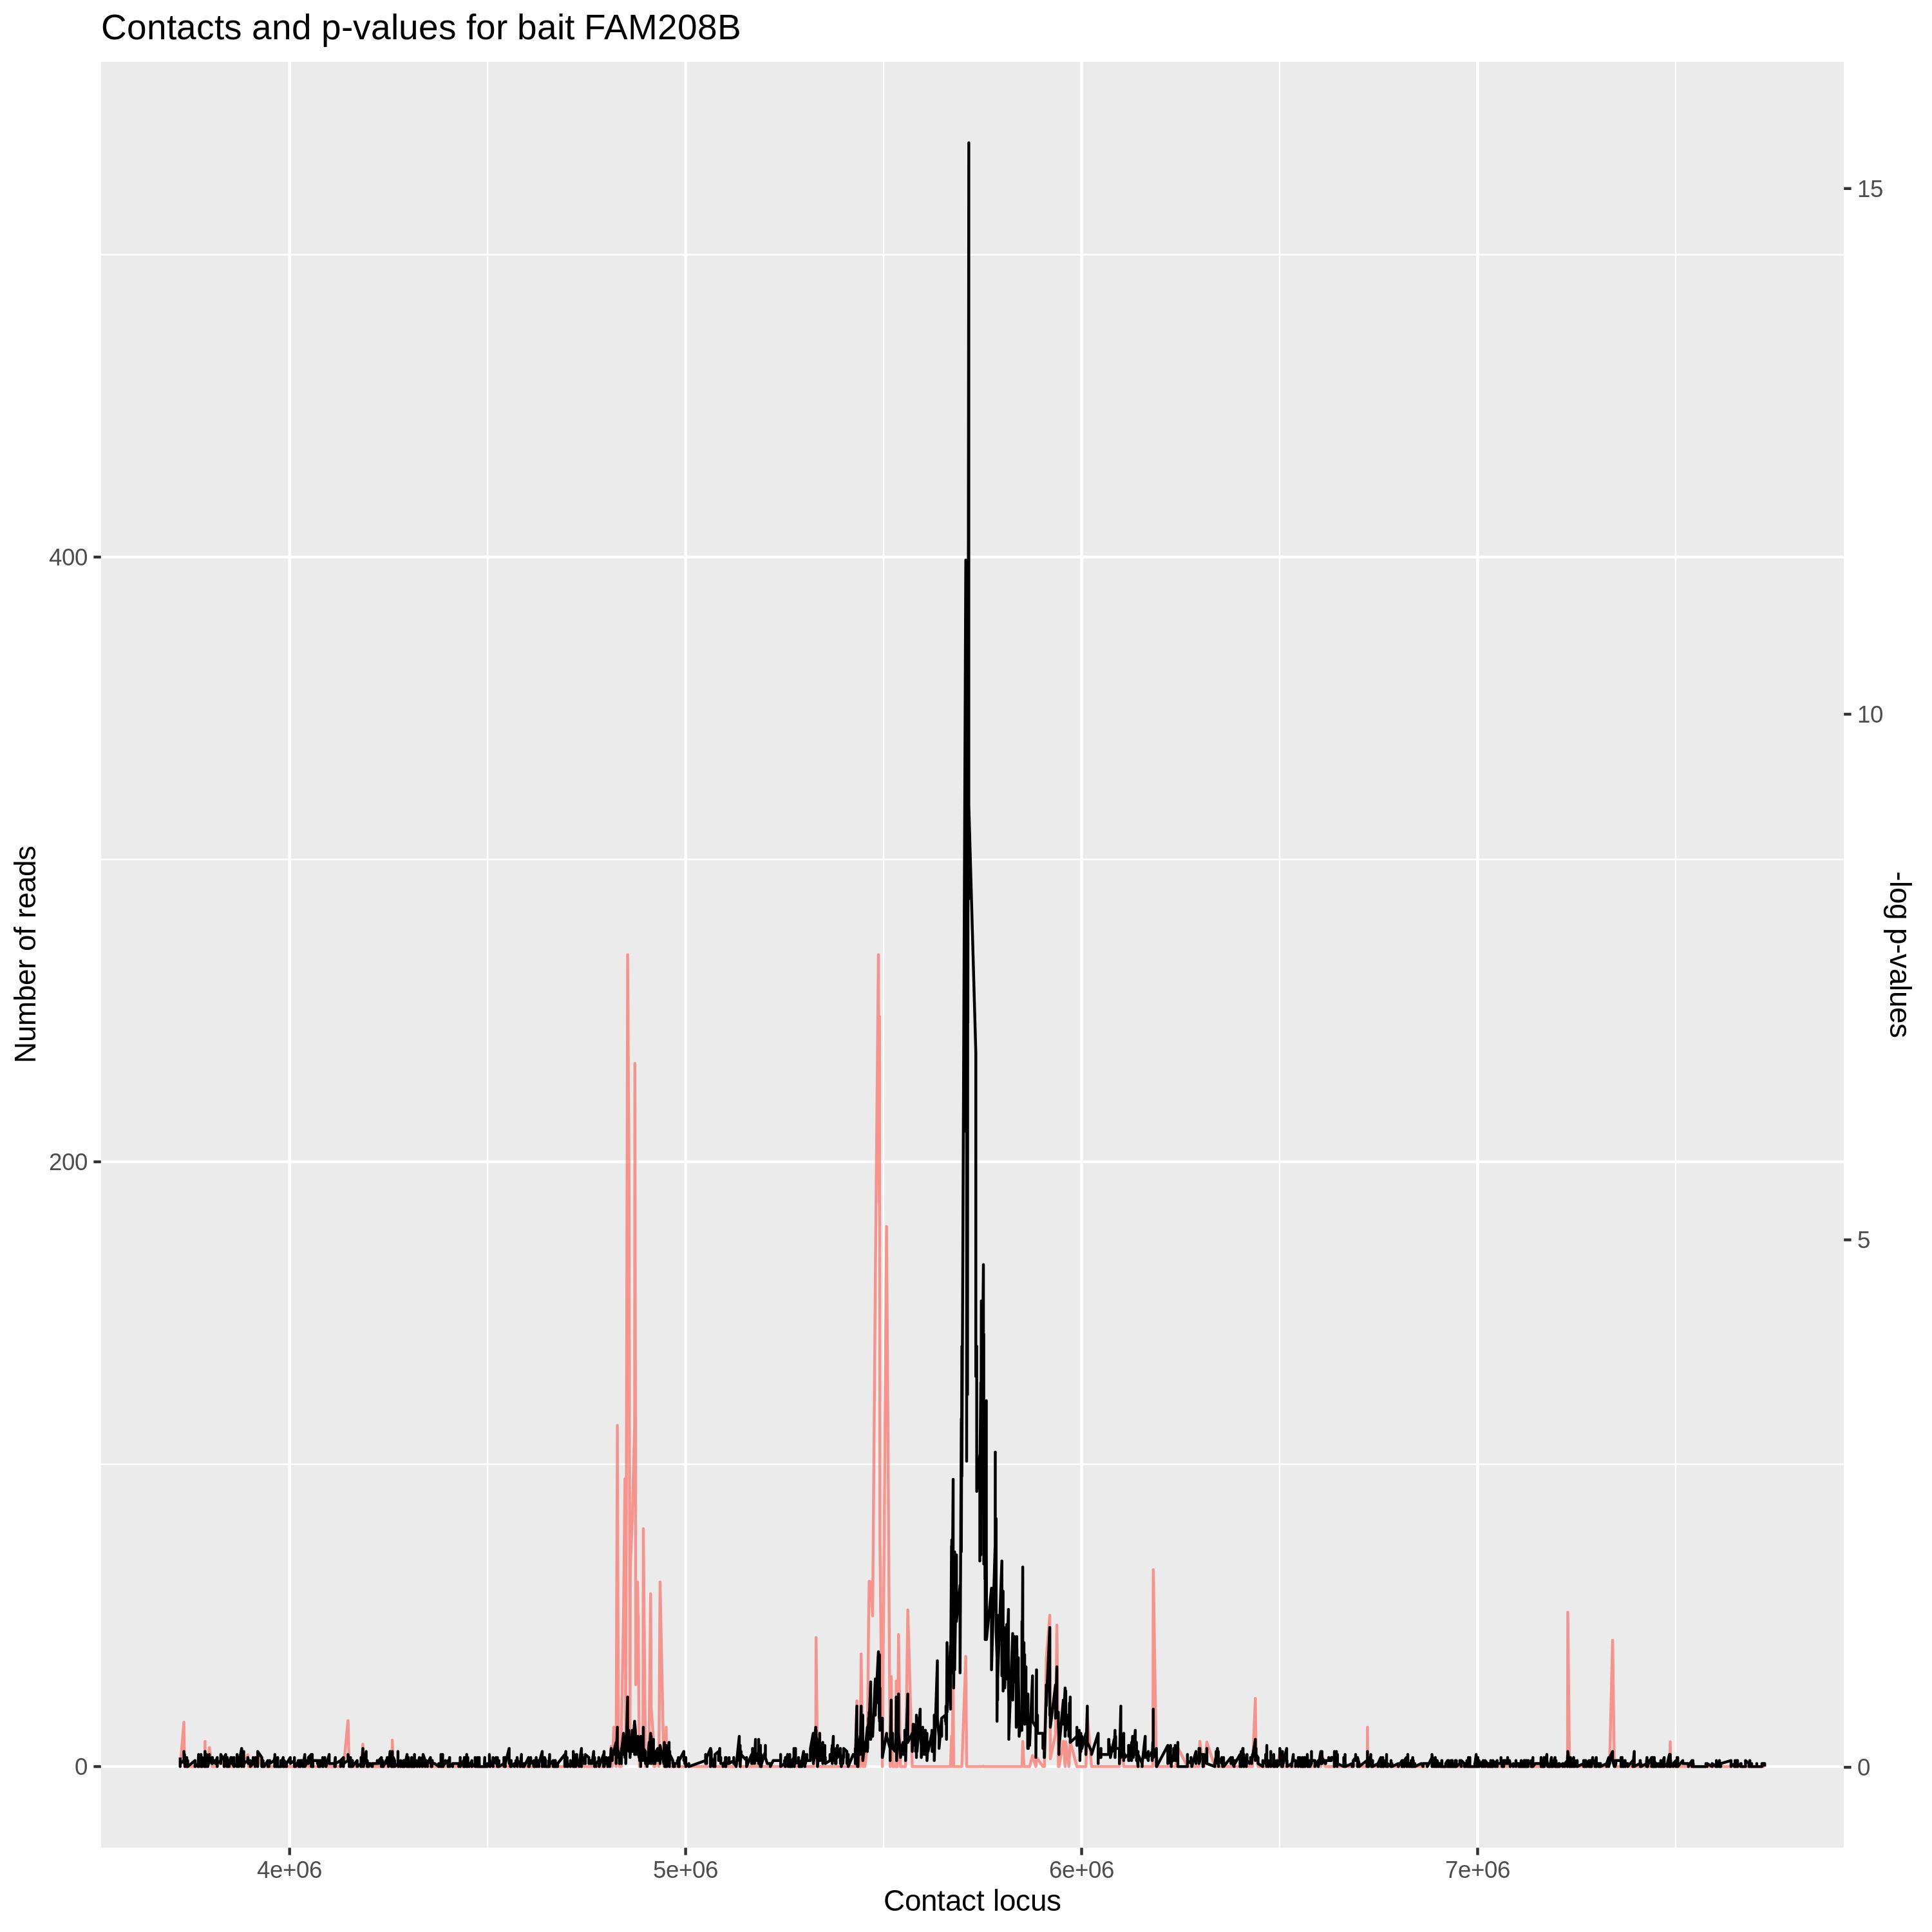 Contacts and p-values for bait FAM208B
Number of reads
400
200
0
15
10
5
0
-log p-values
4e+06
5e+06
6e+06
7e+06
Contact locus